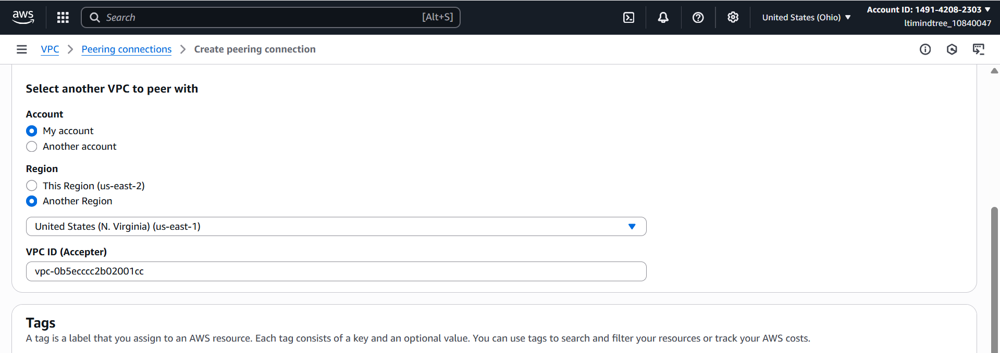 aws
Search [Alt+S]
United States (Ohio) ▼
Account ID: 1491-4208-2303 ▼
ltimindtree_10840047
VPC > Peering connections > Create peering connection
Select another VPC to peer with
Account
My account
Another account
Region
This Region (us-east-2)
Another Region
United States (N. Virginia) (us-east-1)
VPC ID (Accepter)
vpc-0b5ecccc2b02001cc
Tags
A tag is a label that you assign to an AWS resource. Each tag consists of a key and an optional value. You can use tags to search and filter your resources or track your AWS costs.